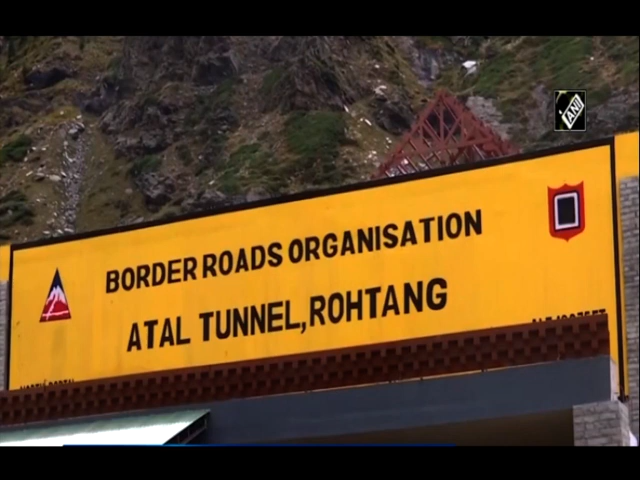 ANI
BORDER ROADS ORGANISATION
ATAL TUNNEL, ROHTANG